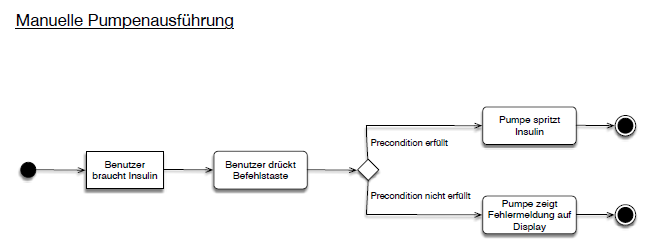 Manuelle Pumpenausführung
Benutzer
braucht Insulin
Benutzer drückt
Befehlstaste
Precondition erfüllt
Pumpe spritzt
Insulin
Precondition nicht erfüllt
Pumpe zeigt
Fehlermeldung auf
Display